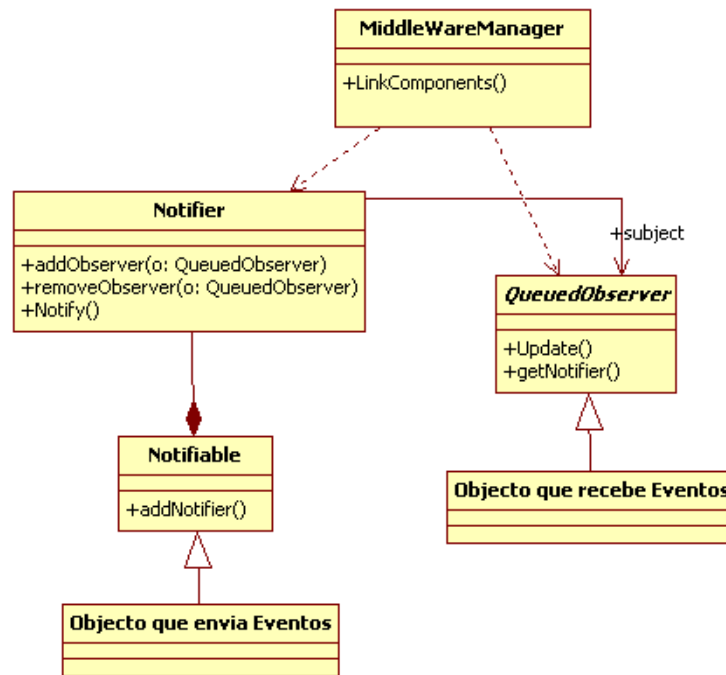 MiddleWareManager
+LinkComponents()
Notifier
+addObserver(o: QueuedObserver)
+removeObserver(o: QueuedObserver)
+Notify()
+subject
QueuedObserver
+Update()
+getNotifier()
Notifiable
+addNotifier()
Objecto que recebe Eventos
Objecto que envia Eventos